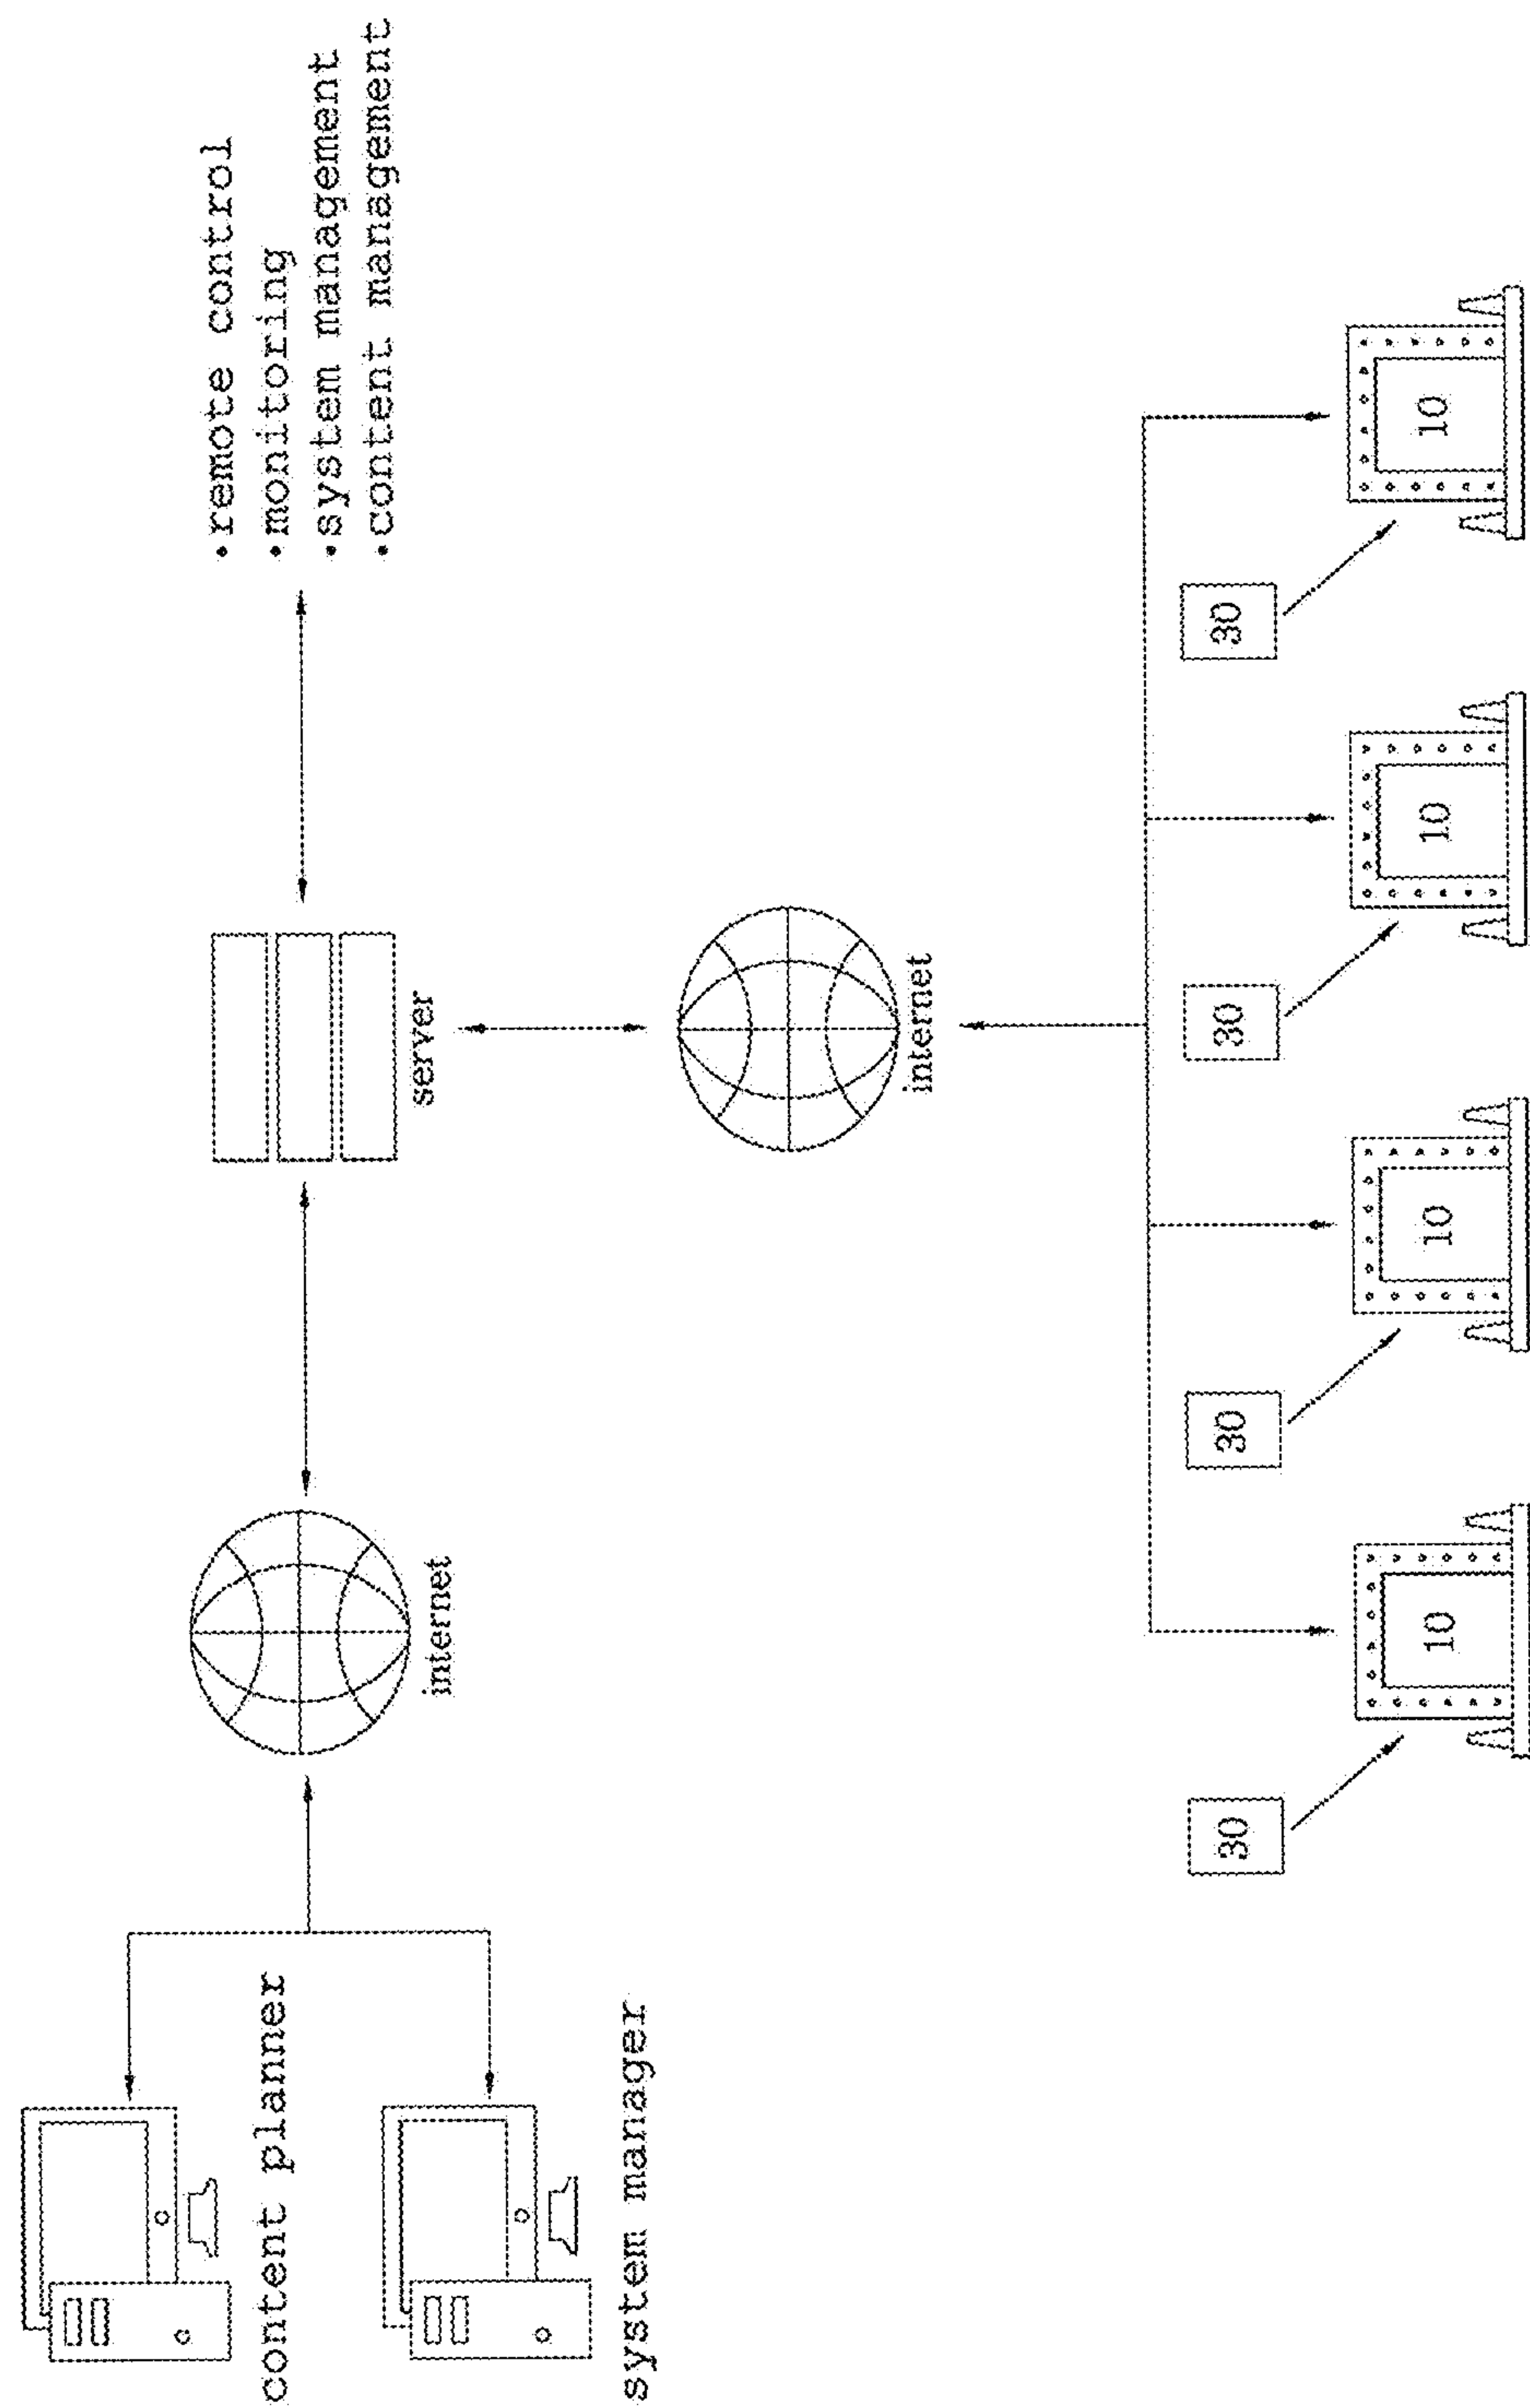 content planner
system manager
internet
server
•remote control
•monitoring
•system management
•content management
internet
30
10
30
10
30
10
30
10